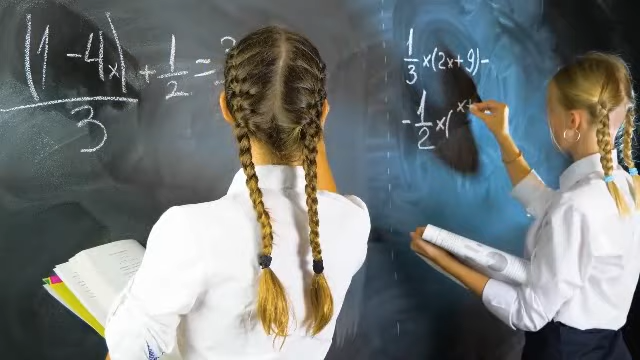 |1 - 4x|/3 + 1/2 = ?
1/3 x(2x+9)-
- 1/2 x(x+